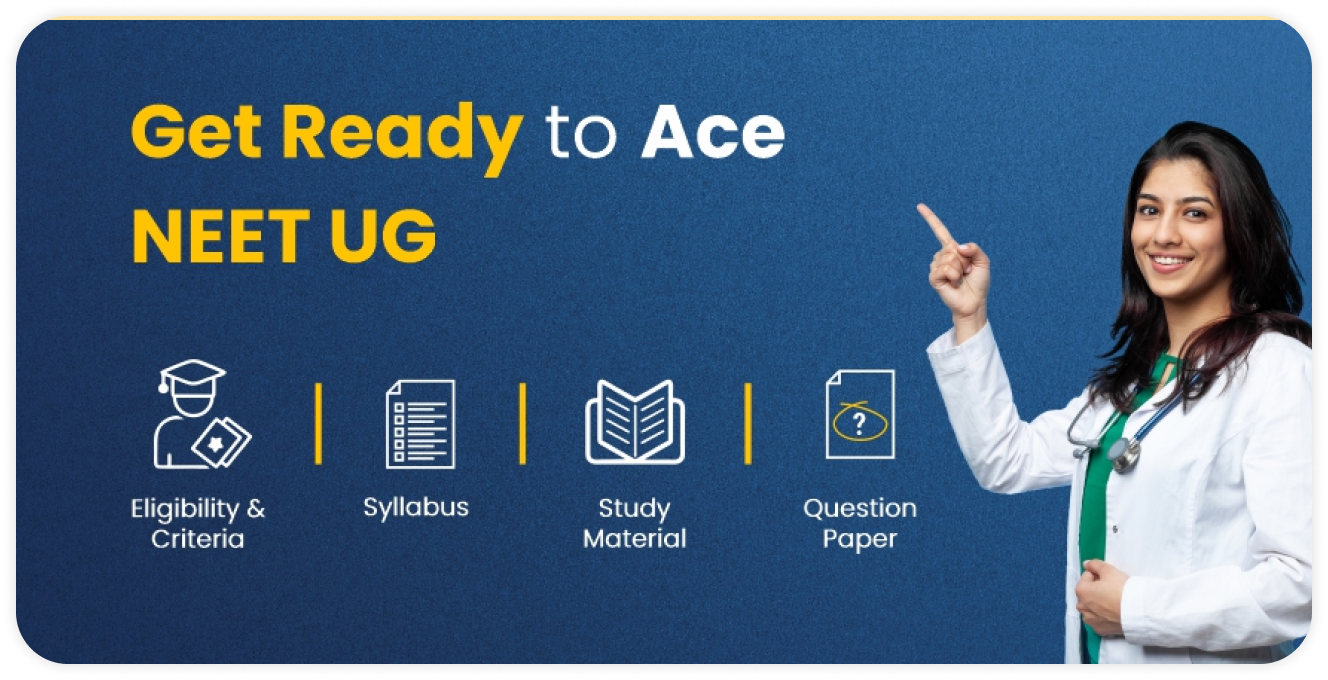 Get Ready to Ace
NEET UG
Eligibility &
Criteria
Syllabus
Study
Material
?
Question
Paper